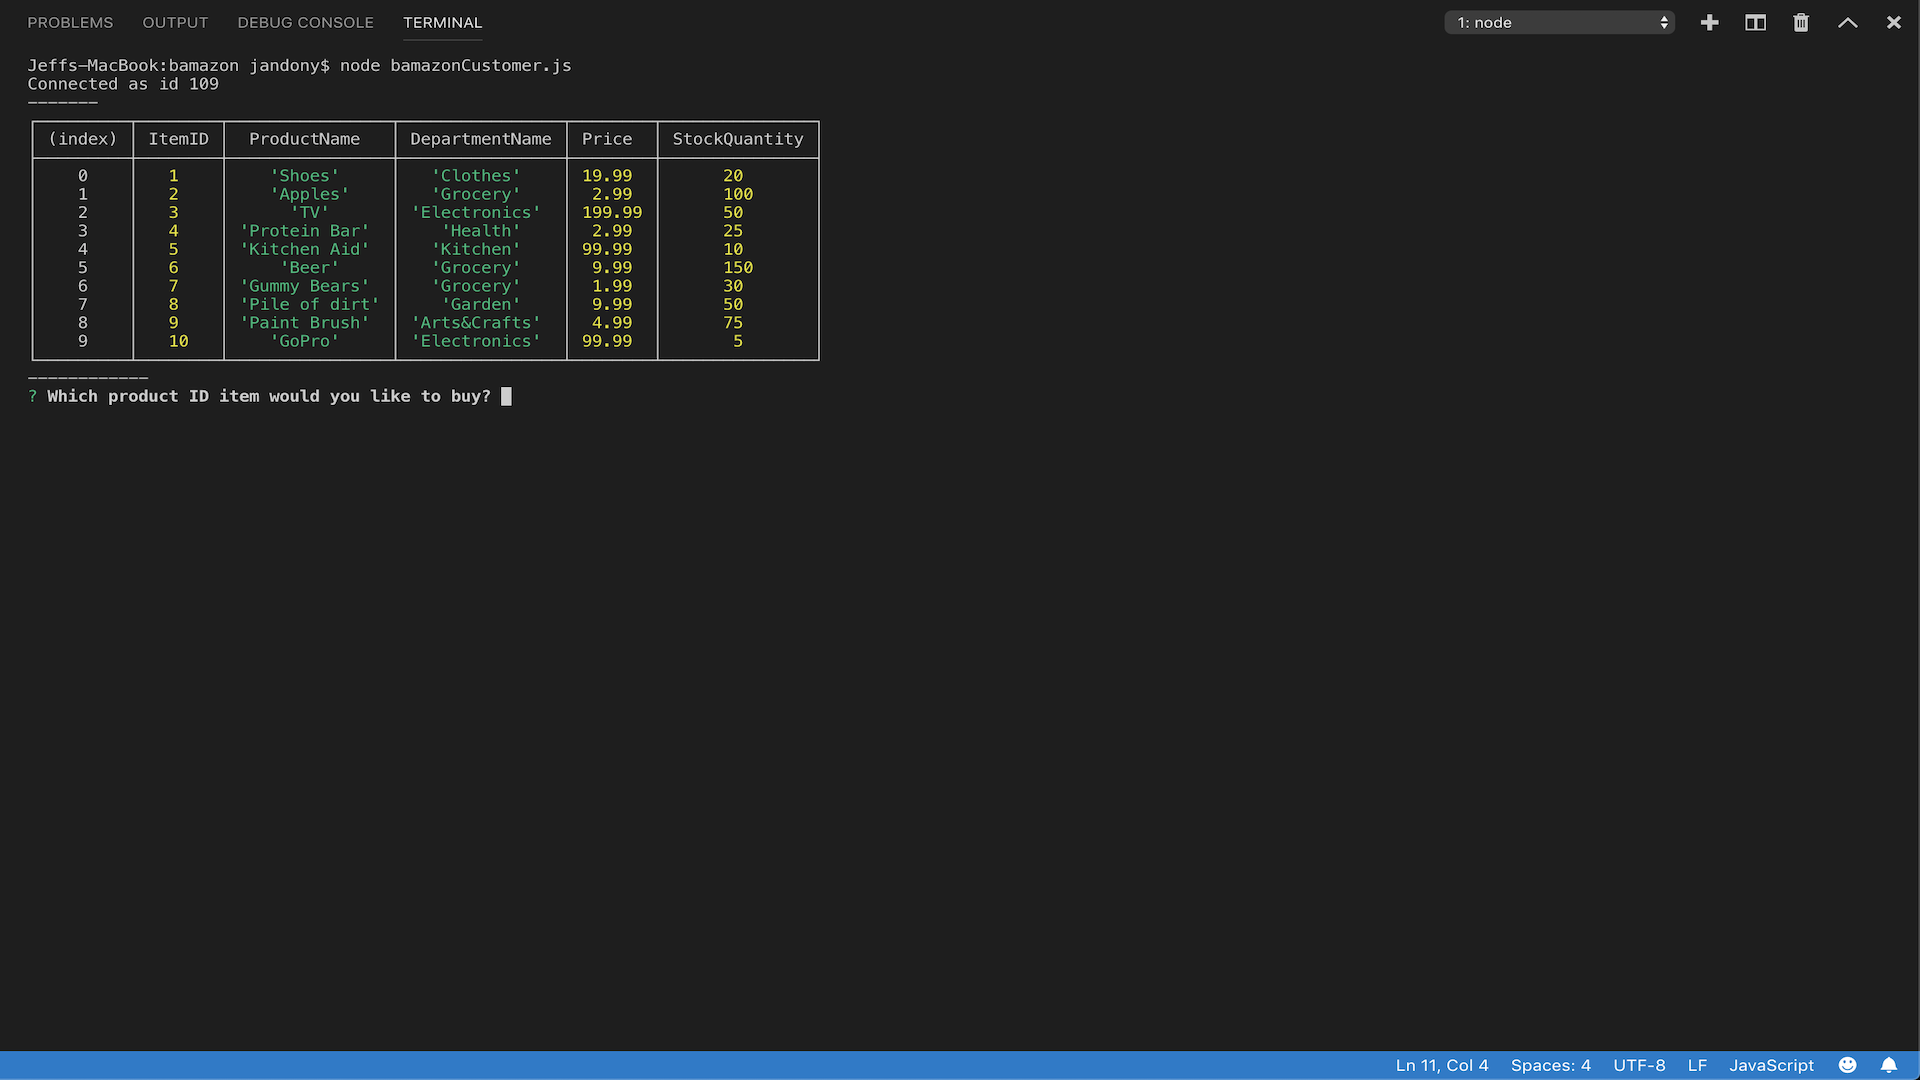 PROBLEMS OUTPUT DEBUG CONSOLE TERMINAL 1: node
Jeffs-MacBook:bamazon jandony$ node bamazonCustomer.js
Connected as id 109
-------
(index) ItemID ProductName DepartmentName Price StockQuantity
0 1 'Shoes' 'Clothes' 19.99 20
1 2 'Apples' 'Grocery' 2.99 100
2 3 'TV' 'Electronics' 199.99 50
3 4 'Protein Bar' 'Health' 2.99 25
4 5 'Kitchen Aid' 'Kitchen' 99.99 10
5 6 'Beer' 'Grocery' 9.99 150
6 7 'Gummy Bears' 'Grocery' 1.99 30
7 8 'Pile of dirt' 'Garden' 9.99 50
8 9 'Paint Brush' 'Arts&Crafts' 4.99 75
9 10 'GoPro' 'Electronics' 99.99 5
------------
? Which product ID item would you like to buy?
Ln 11, Col 4 Spaces: 4 UTF-8 LF JavaScript